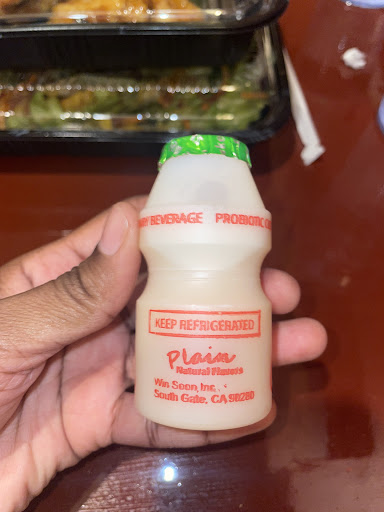 BEVERAGE PROBIOTIC
KEEP REFRIGERATED
Plain
Natural Flavors
Win Soon, Inc.
South Gate, CA 90280